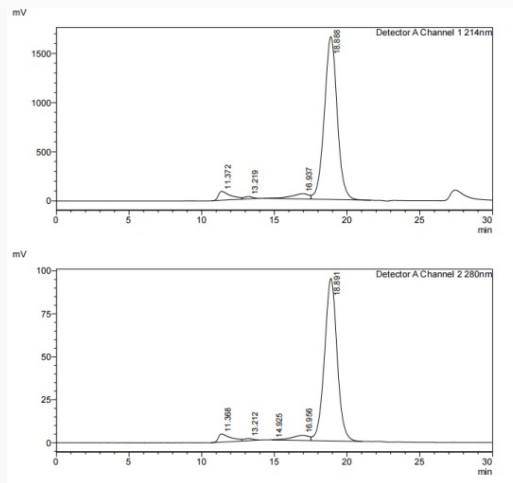 mV
Detector A Channel 1 214nm
1500
1000
500
0
11.372
13.219
16.937
18.888
0 5 10 15 20 25 30
min
mV
Detector A Channel 2 280nm
100
75
50
25
0
11.368
13.212
14.925
16.956
18.891
0 5 10 15 20 25 30
min